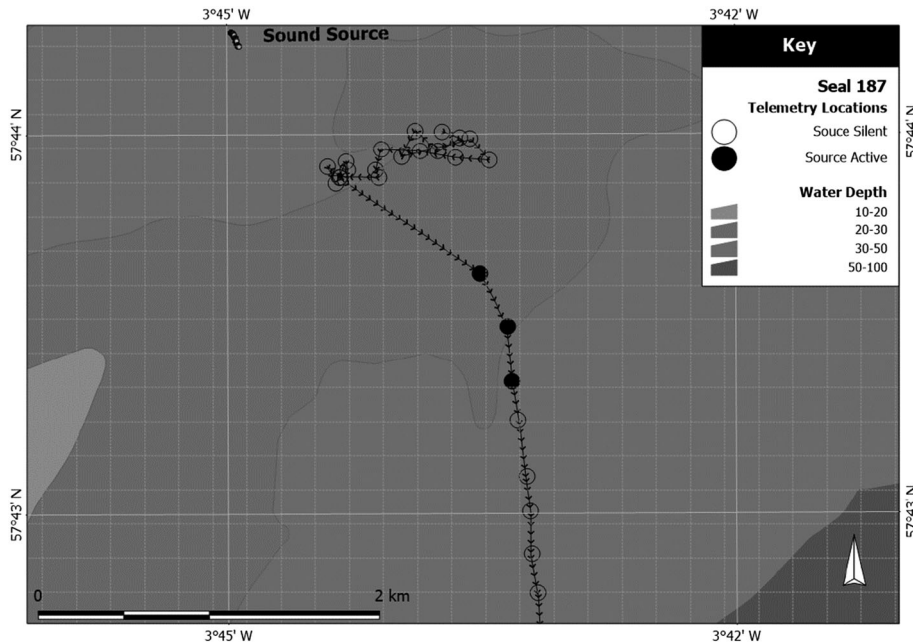 3°45' W
3°42' W
Sound Source
Key
Seal 187
Telemetry Locations
Souce Silent
Source Active
Water Depth
10-20
20-30
30-50
50-100
57°44' N
57°44' N
57°43' N
57°43' N
0
2 km
3°45' W
3°42' W